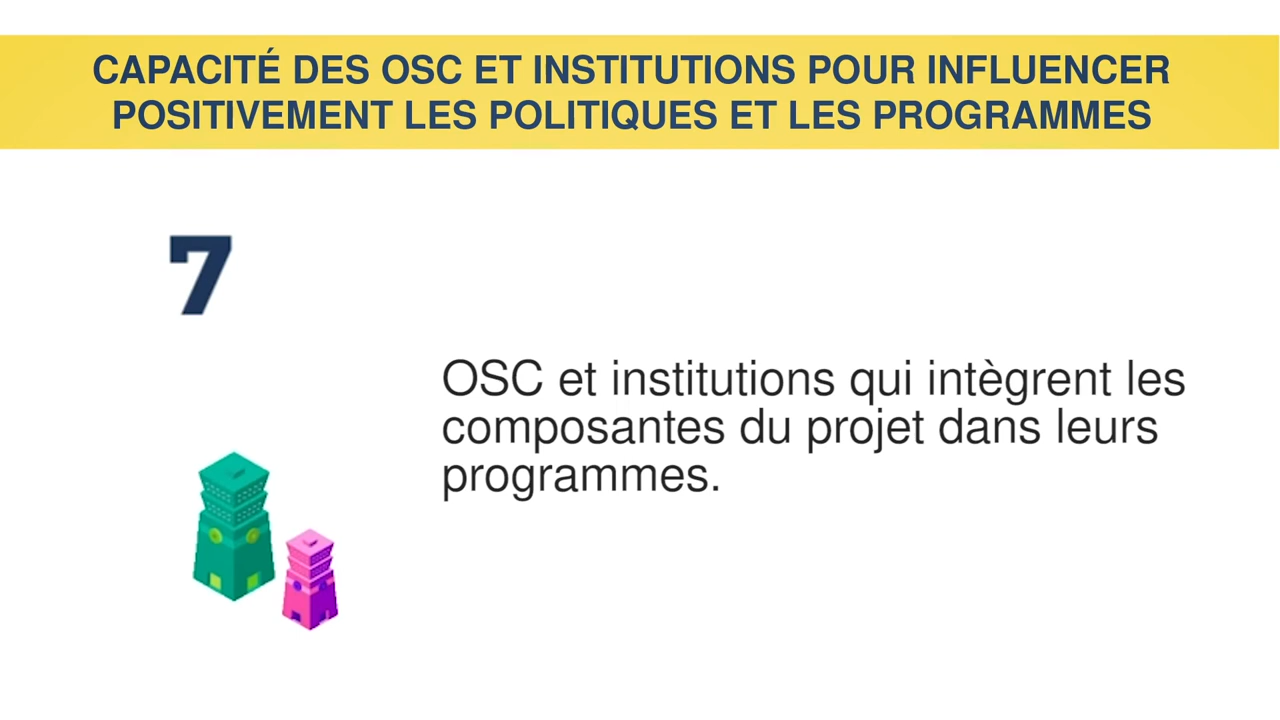 CAPACITÉ DES OSC ET INSTITUTIONS POUR INFLUENCER
POSITIVEMENT LES POLITIQUES ET LES PROGRAMMES
7
OSC et institutions qui intègrent les
composantes du projet dans leurs
programmes.